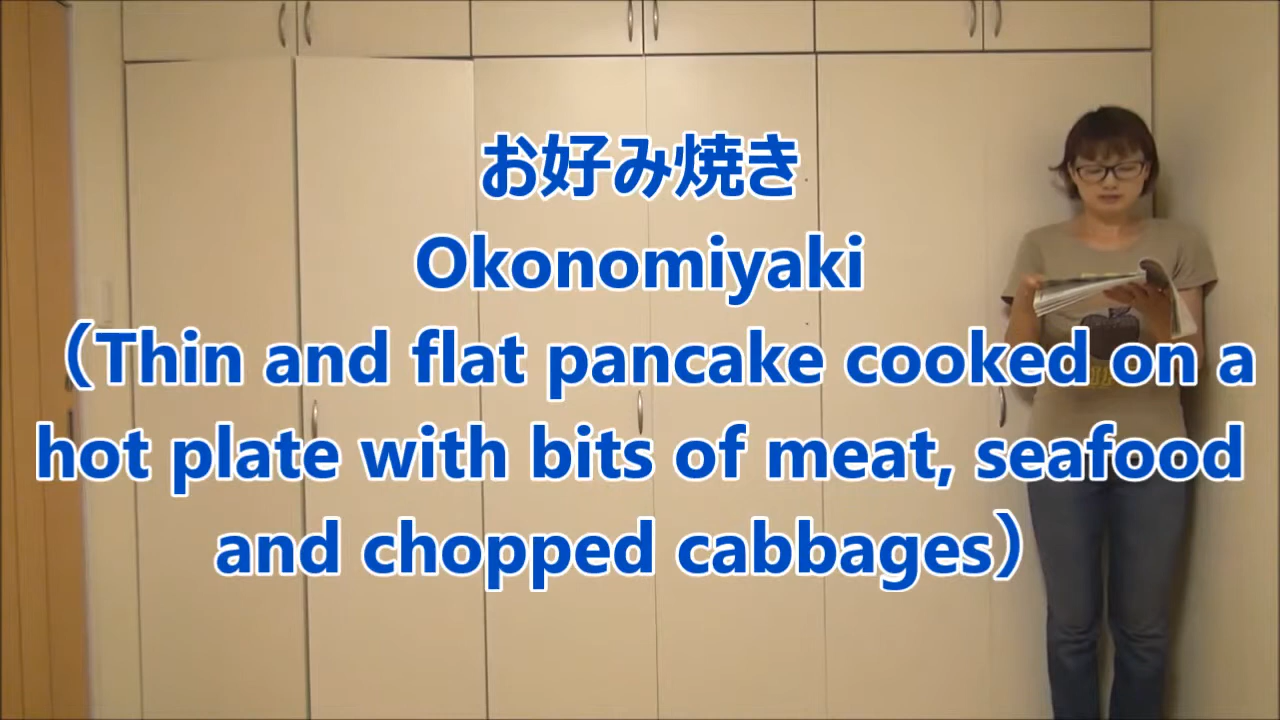 お好み焼き
Okonomiyaki
（Thin and flat pancake cooked on a
hot plate with bits of meat, seafood
and chopped cabbages）